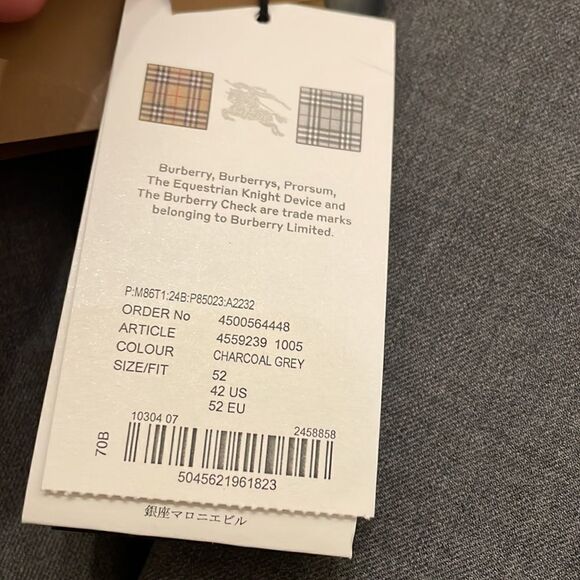 Burberry, Burberrys, Prorsum,
The Equestrian Knight Device and
The Burberry Check are trade marks
belonging to Burberry Limited.
P:M86T1:24B:P85023:A2232
ORDER No 4500564448
ARTICLE 4559239 1005
COLOUR CHARCOAL GREY
SIZE/FIT 52
42 US
52 EU
70B
10304 07 2458858
5045621961823
銀座マロニエビル